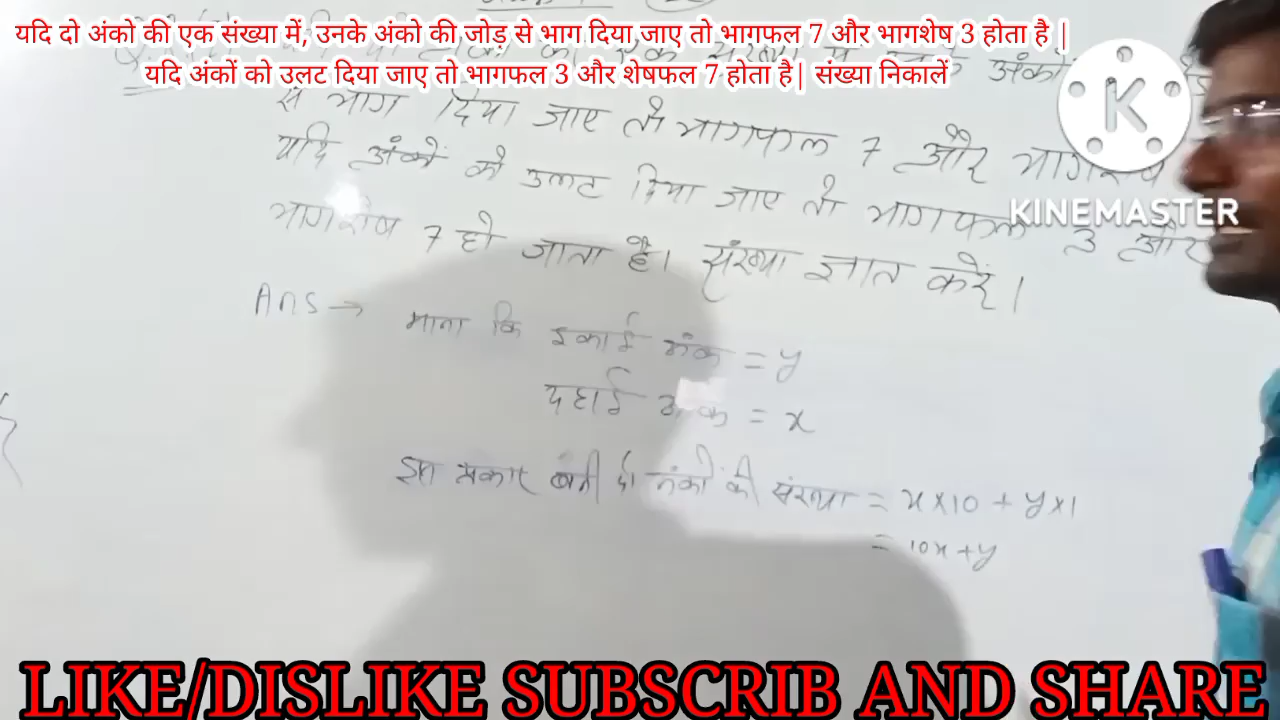 यदि दो अंको की एक संख्या में, उनके अंको की जोड़ से भाग दिया जाए तो भागफल 7 और भागशेष 3 होता है |
यदि अंकों को उलट दिया जाए तो भागफल 3 और शेषफल 7 होता है| संख्या निकालें
से भाग दिया जाए तो भागफल 7 और
यदि अंकों को उलट दिया जाए तो भागफल 3 और
भागशेष 7 हो जाता है। संख्या ज्ञात करें।
KINEMASTER
Ans → माना कि इकाई अंक = y
दहाई अंक = x
इस प्रकार बनी दो अंकों की संख्या = x×10 + y×1
= 10x+y
LIKE/DISLIKE SUBSCRIB AND SHARE